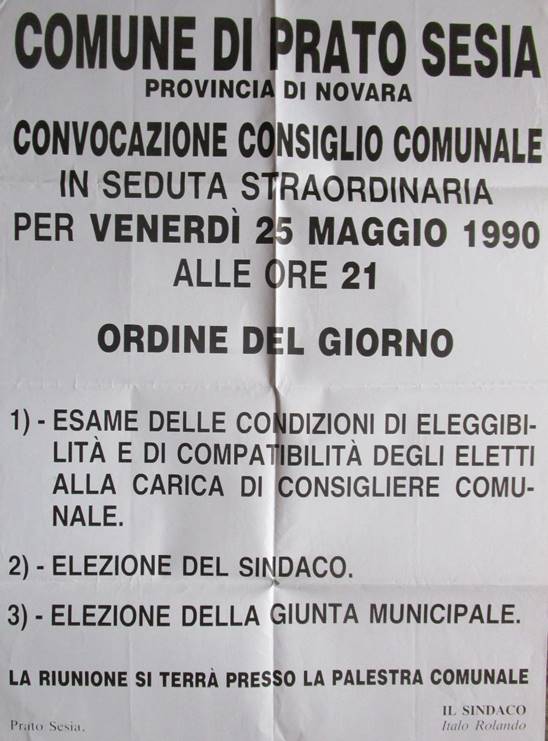 COMUNE DI PRATO SESIA
PROVINCIA DI NOVARA
CONVOCAZIONE CONSIGLIO COMUNALE
IN SEDUTA STRAORDINARIA
PER VENERDÌ 25 MAGGIO 1990
ALLE ORE 21
ORDINE DEL GIORNO
1) - ESAME DELLE CONDIZIONI DI ELEGGIBI-
LITÀ E DI COMPATIBILITÀ DEGLI ELETTI
ALLA CARICA DI CONSIGLIERE COMU-
NALE.
2) - ELEZIONE DEL SINDACO.
3) - ELEZIONE DELLA GIUNTA MUNICIPALE.
LA RIUNIONE SI TERRÀ PRESSO LA PALESTRA COMUNALE
IL SINDACO
Prato Sesia. Italo Rolando